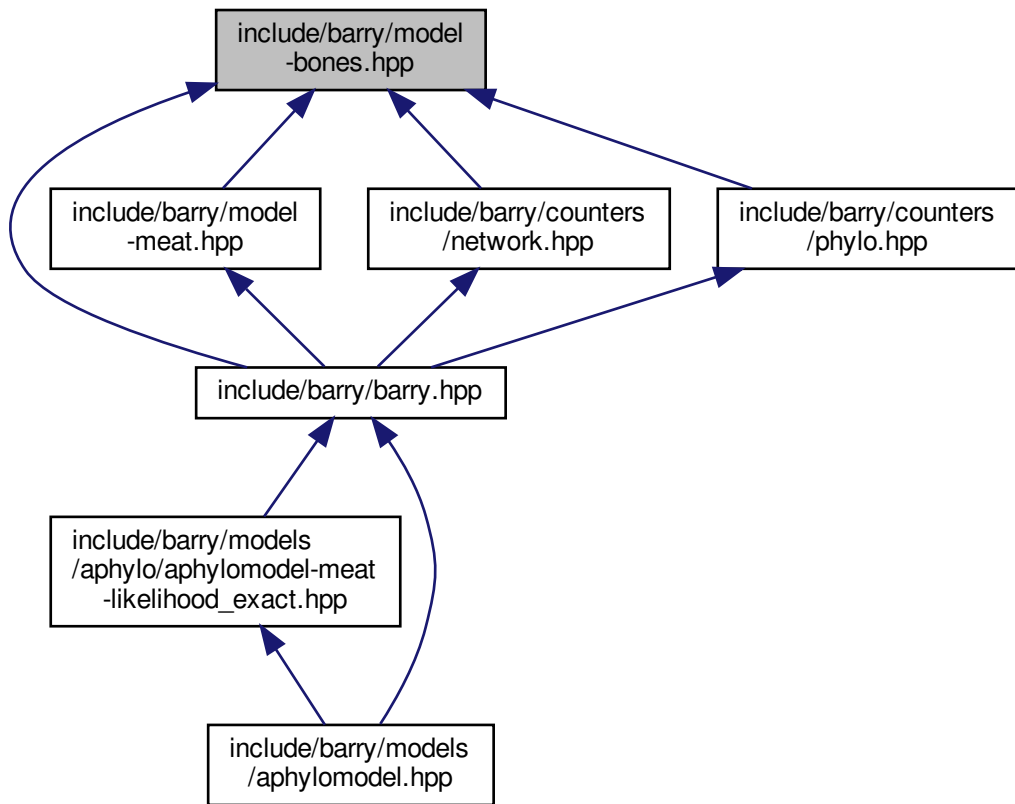 include/barry/model
-bones.hpp
include/barry/model
-meat.hpp
include/barry/counters
/network.hpp
include/barry/counters
/phylo.hpp
include/barry/barry.hpp
include/barry/models
/aphylo/aphylomodel-meat
-likelihood_exact.hpp
include/barry/models
/aphylomodel.hpp